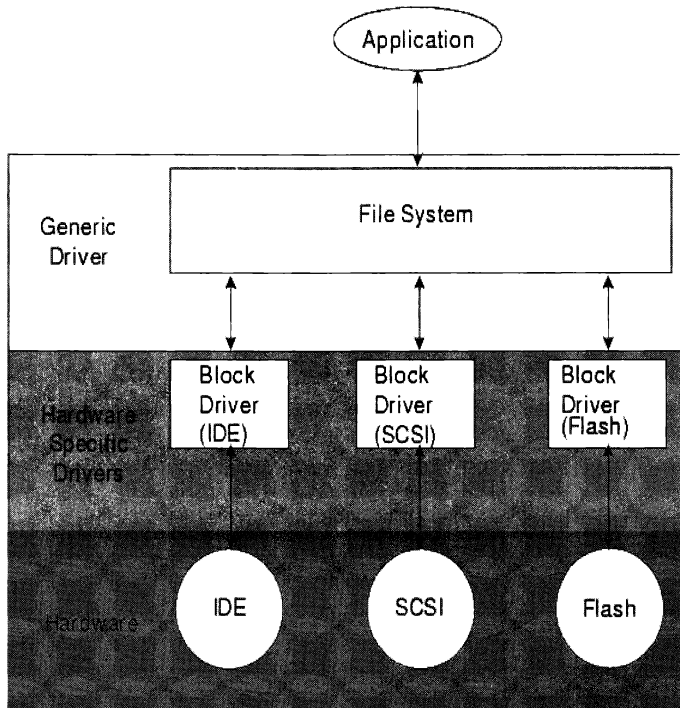 Application
File System
Generic
Driver
Block
Driver
(IDE)
Block
Driver
(SCSI)
Block
Driver
(Flash)
Hardware
Specific
Drivers
IDE
SCSI
Flash
Hardware